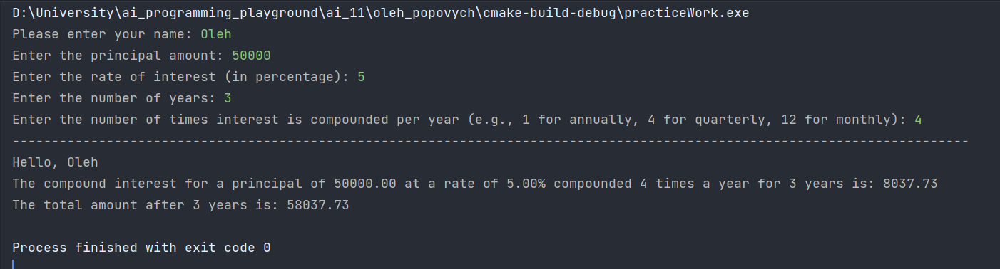 D:\University\ai_programming_playground\ai_11\oleh_popovych\cmake-build-debug\practiceWork.exe
Please enter your name: Oleh
Enter the principal amount: 50000
Enter the rate of interest (in percentage): 5
Enter the number of years: 3
Enter the number of times interest is compounded per year (e.g., 1 for annually, 4 for quarterly, 12 for monthly): 4
--------------------------------------------------------------------------------------------------------------------------
Hello, Oleh
The compound interest for a principal of 50000.00 at a rate of 5.00% compounded 4 times a year for 3 years is: 8037.73
The total amount after 3 years is: 58037.73
Process finished with exit code 0